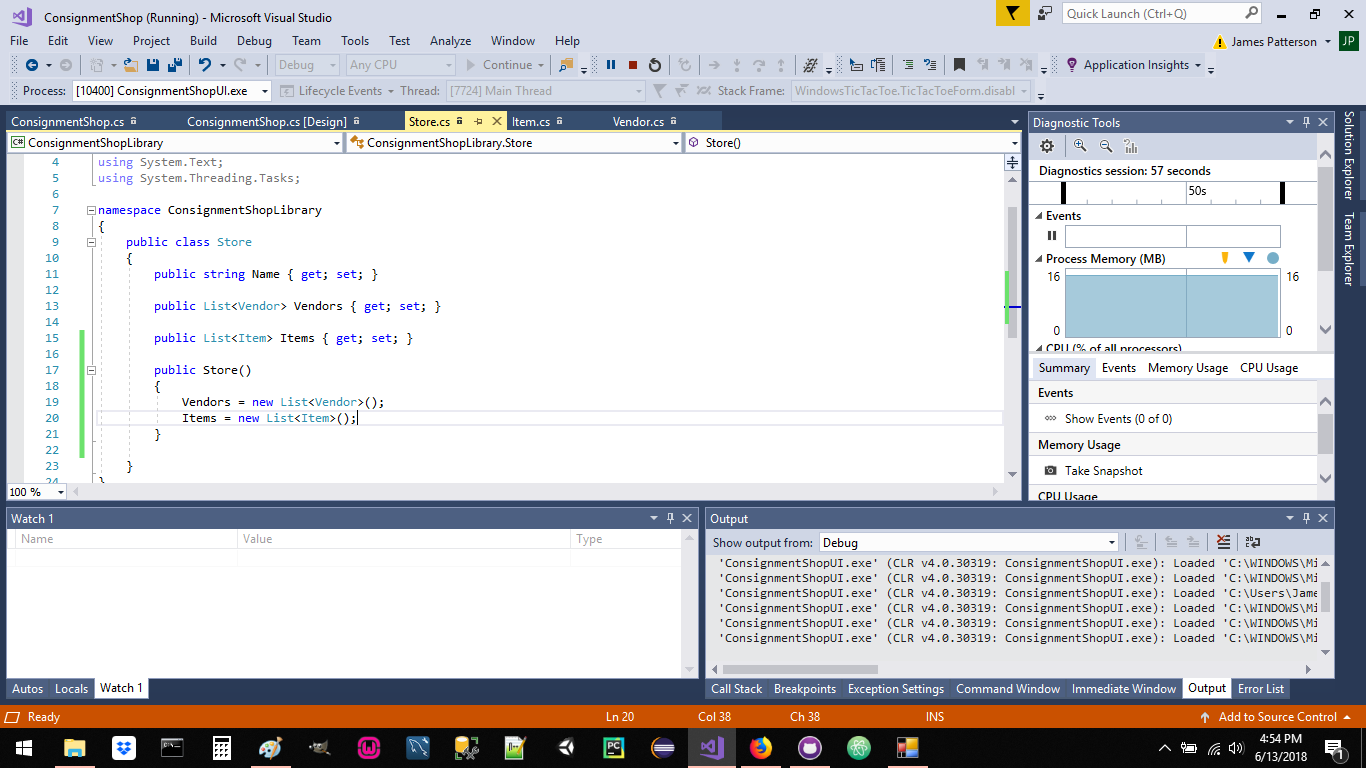 ConsignmentShop (Running) - Microsoft Visual Studio
Quick Launch (Ctrl+Q)
File Edit View Project Build Debug Team Tools Test Analyze Window Help
James Patterson JP
Debug Any CPU Continue Application Insights
Process: [10400] ConsignmentShopUI.exe Lifecycle Events Thread: [7724] Main Thread Stack Frame: WindowsTicTacToe.TicTacToeForm.disabl
ConsignmentShop.cs ConsignmentShop.cs [Design] Store.cs Item.cs Vendor.cs
C# ConsignmentShopLibrary ConsignmentShopLibrary.Store Store()
4 using System.Text;
5 using System.Threading.Tasks;
6
7 namespace ConsignmentShopLibrary
8 {
9 public class Store
10 {
11 public string Name { get; set; }
12
13 public List<Vendor> Vendors { get; set; }
14
15 public List<Item> Items { get; set; }
16
17 public Store()
18 {
19 Vendors = new List<Vendor>();
20 Items = new List<Item>();
21 }
22
23 }
24 }
100 %
Diagnostic Tools
Diagnostics session: 57 seconds
50s
Events
Process Memory (MB)
16 16
0 0
CPU (% of all processors)
Summary Events Memory Usage CPU Usage
Events
Show Events (0 of 0)
Memory Usage
Take Snapshot
CPU Usage
Solution Explorer
Team Explorer
Watch 1
Name Value Type
Autos Locals Watch 1
Output
Show output from: Debug
'ConsignmentShopUI.exe' (CLR v4.0.30319: ConsignmentShopUI.exe): Loaded 'C:\WINDOWS\Mi
'ConsignmentShopUI.exe' (CLR v4.0.30319: ConsignmentShopUI.exe): Loaded 'C:\WINDOWS\Mi
'ConsignmentShopUI.exe' (CLR v4.0.30319: ConsignmentShopUI.exe): Loaded 'C:\Users\Jame
'ConsignmentShopUI.exe' (CLR v4.0.30319: ConsignmentShopUI.exe): Loaded 'C:\WINDOWS\Mi
'ConsignmentShopUI.exe' (CLR v4.0.30319: ConsignmentShopUI.exe): Loaded 'C:\WINDOWS\Mi
'ConsignmentShopUI.exe' (CLR v4.0.30319: ConsignmentShopUI.exe): Loaded 'C:\WINDOWS\Mi
Call Stack Breakpoints Exception Settings Command Window Immediate Window Output Error List
Ready Ln 20 Col 38 Ch 38 INS Add to Source Control
PC
4:54 PM
6/13/2018
1